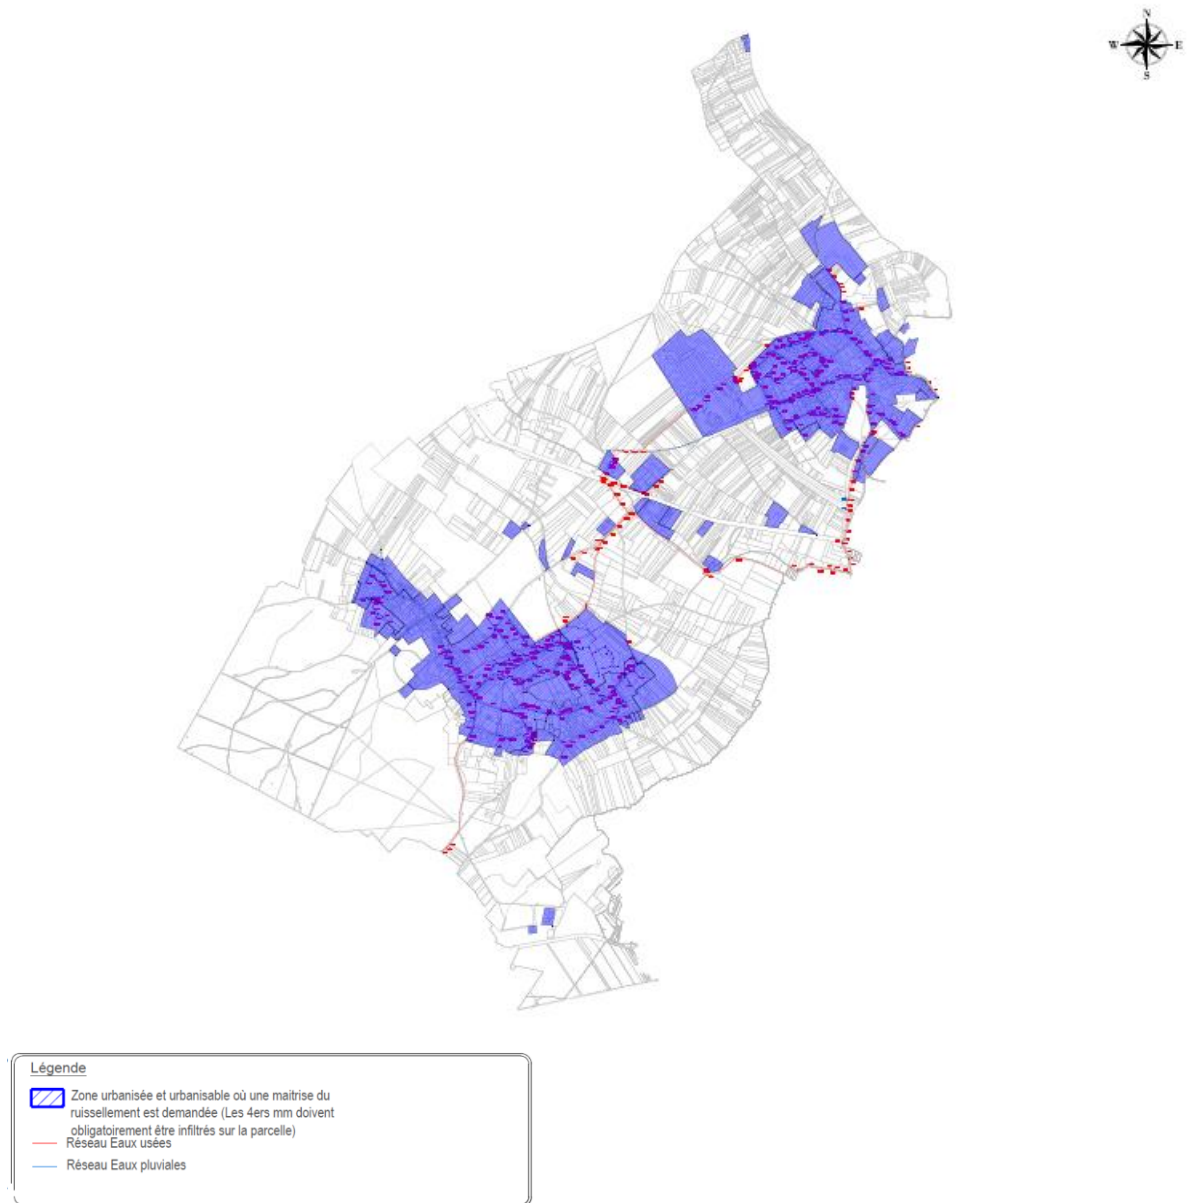 N
W E
S
Légende
Zone urbanisée et urbanisable où une maitrise du
ruissellement est demandée (Les 4ers mm doivent
obligatoirement être infiltrés sur la parcelle)
Réseau Eaux usées
Réseau Eaux pluviales